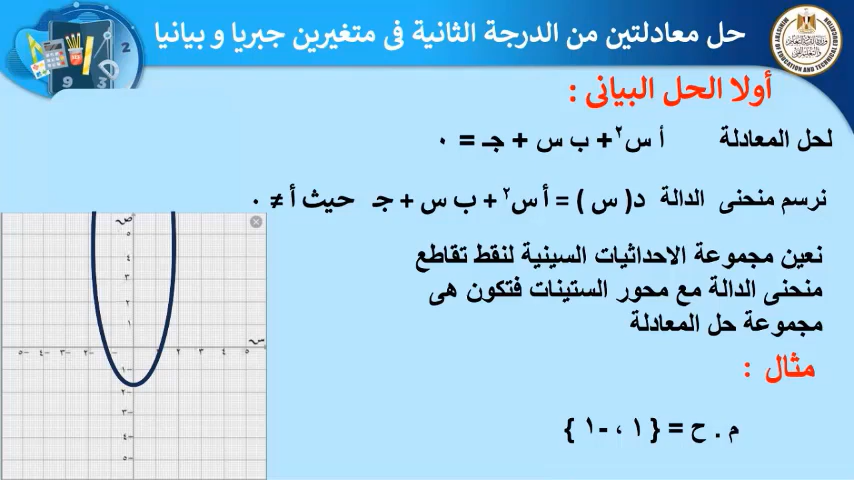 حل معادلتين من الدرجة الثانية فى متغيرين جبريا و بيانيا
أولا الحل البيانى :
لحل المعادلة أ س٢+ ب س + جـ = ٠
نرسم منحنى الدالة د( س ) = أ س٢ + ب س + جـ حيث أ ≠ ٠
نعين مجموعة الاحداثيات السينية لنقط تقاطع
منحنى الدالة مع محور الستينات فتكون هى
مجموعة حل المعادلة
مثال :
م . ح = { ١ ، -١ }